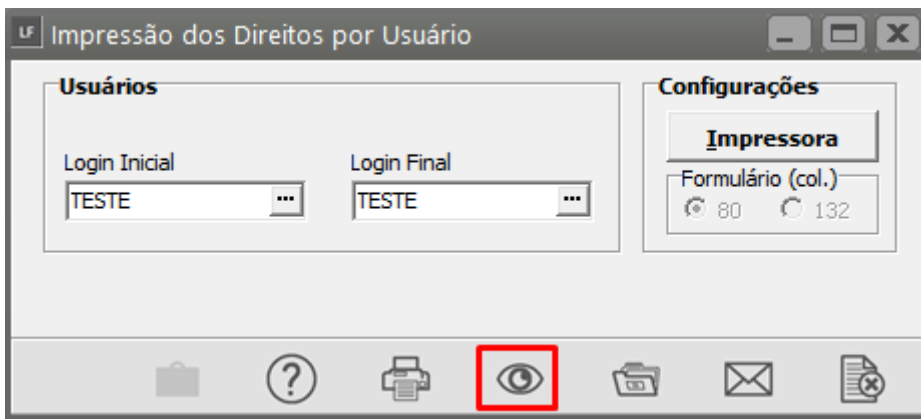 LF Impressão dos Direitos por Usuário
Usuários
Login Inicial
TESTE ...
Login Final
TESTE ...
Configurações
Impressora
Formulário (col.)
80 132
?